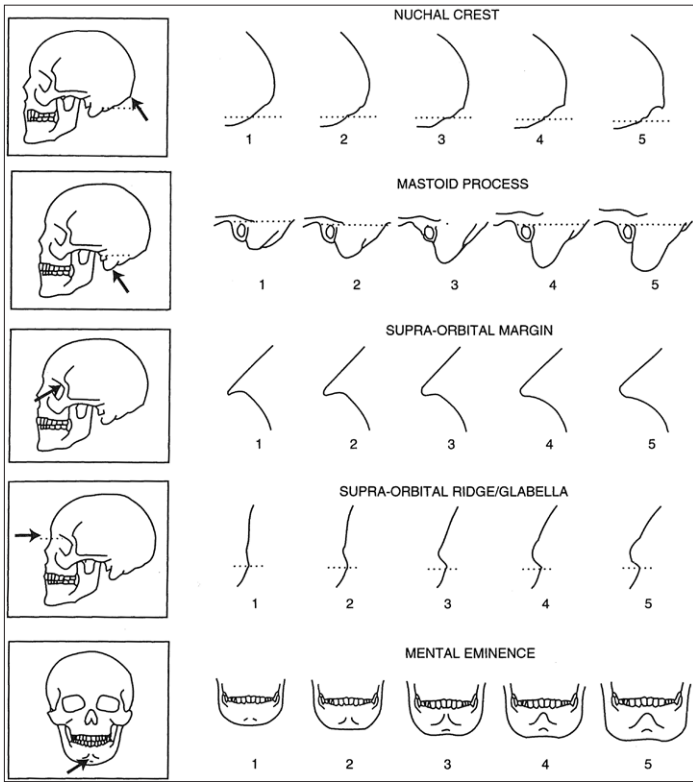 NUCHAL CREST
1 2 3 4 5
MASTOID PROCESS
1 2 3 4 5
SUPRA-ORBITAL MARGIN
1 2 3 4 5
SUPRA-ORBITAL RIDGE/GLABELLA
1 2 3 4 5
MENTAL EMINENCE
1 2 3 4 5